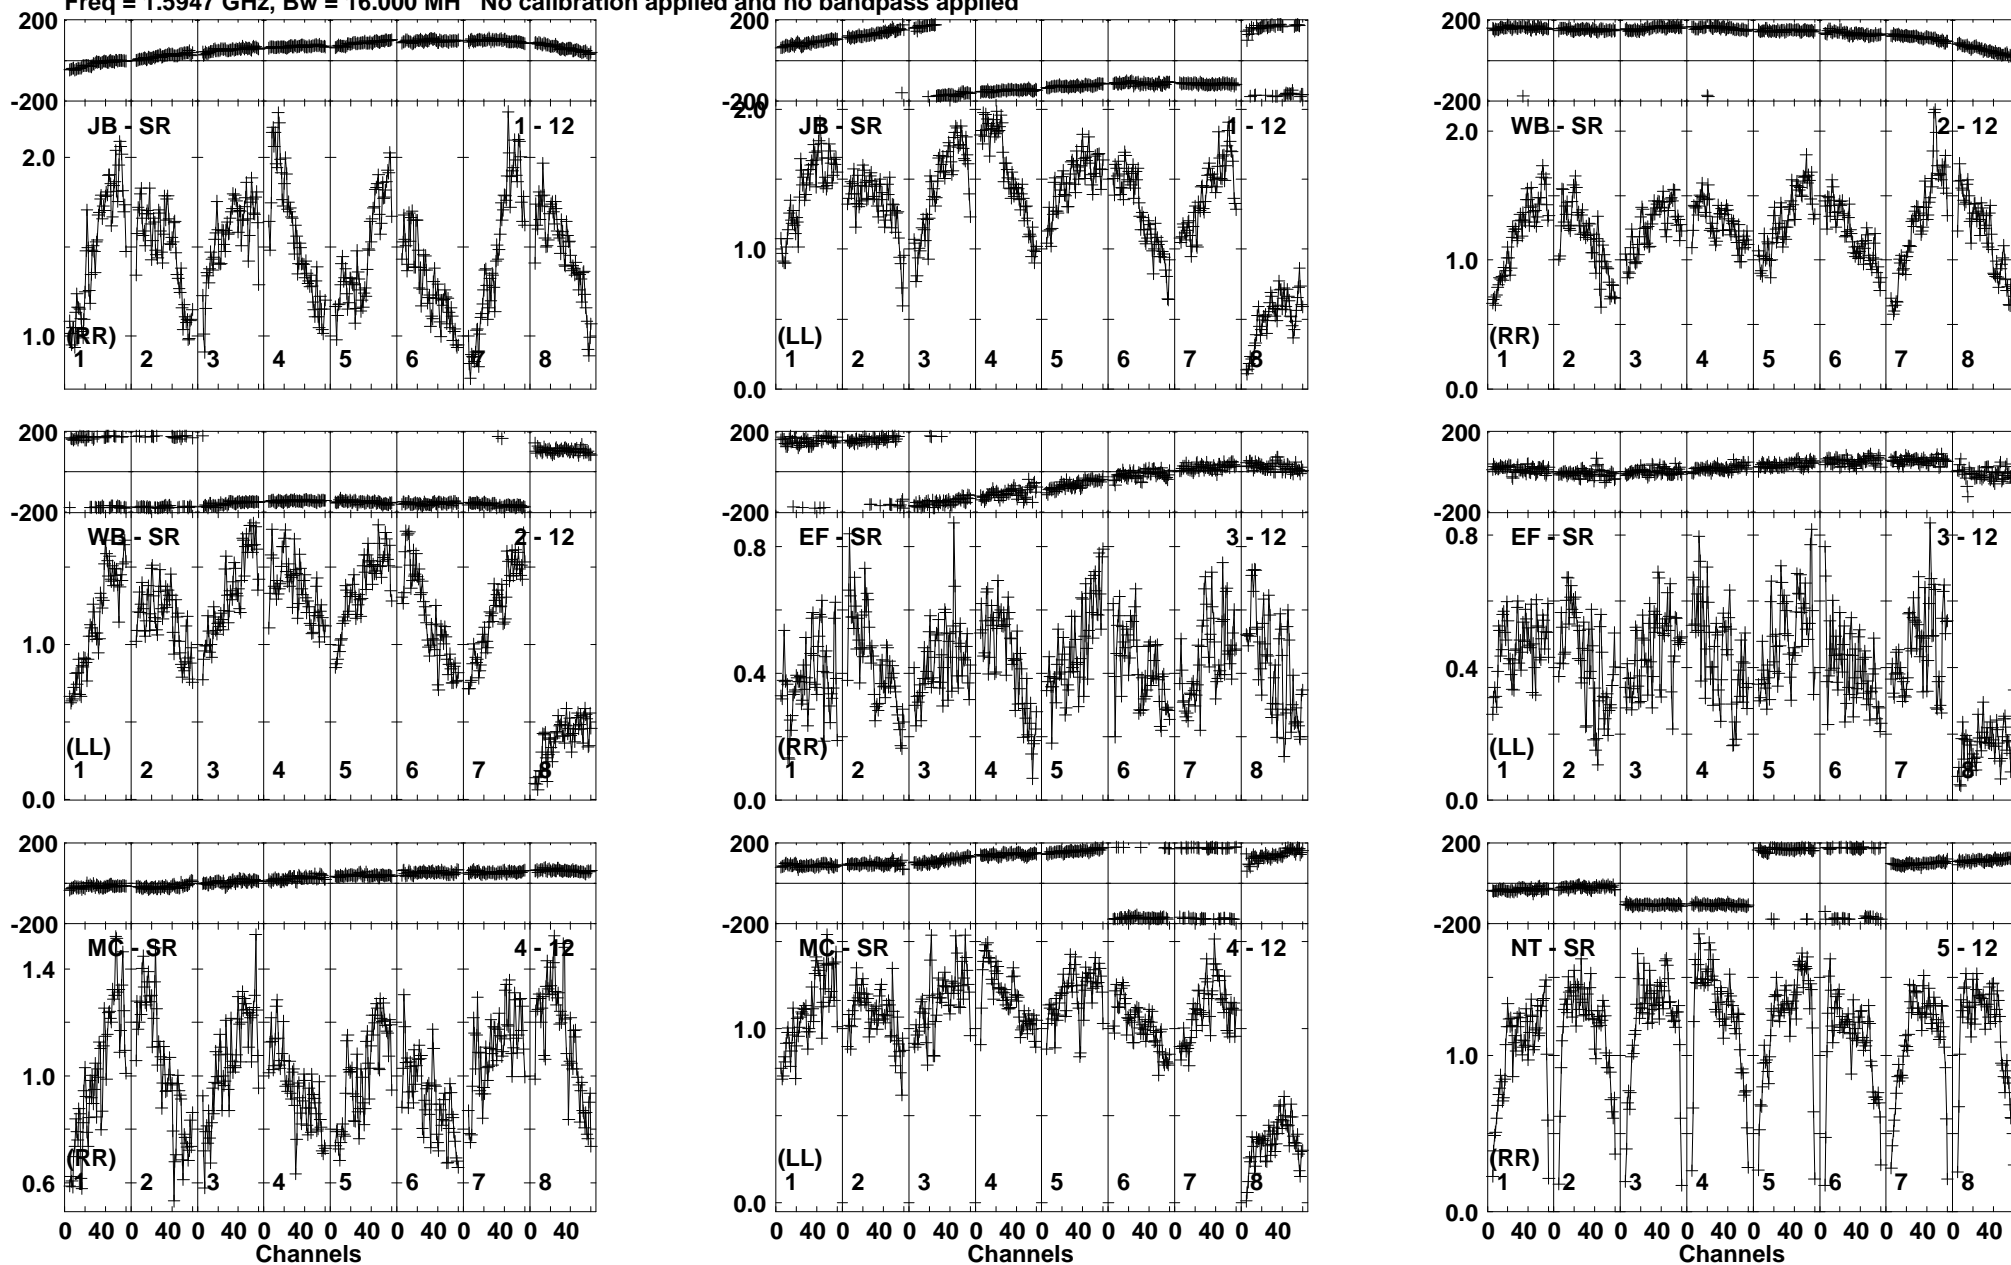 Freq = 1.5947 GHz, Bw = 16.000 MH No calibration applied and no bandpass applied
200
-200
JB - SR 1 - 12
2.0
1.0
(RR)
1 2 3 4 5 6 7 8
200
-200
2.0
JB - SR 1 - 12
1.0
(LL)
1 2 3 4 5 6 7 8
0.0
200
-200
WB - SR 2 - 12
2.0
1.0
(RR)
1 2 3 4 5 6 7 8
0.0
200
-200
WB - SR 2 - 12
1.0
(LL)
1 2 3 4 5 6 7 8
0.0
200
-200
EF - SR 3 - 12
0.8
0.4
(RR)
1 2 3 4 5 6 7 8
0.0
200
-200
EF - SR 3 - 12
0.8
0.4
(LL)
1 2 3 4 5 6 7 8
0.0
200
-200
MC - SR 4 - 12
1.4
1.0
(RR)
0.6
1 2 3 4 5 6 7 8
0 40 0 40 0 40 0 40 0 40 0 40 0 40 0 40
Channels
200
-200
MC - SR 4 - 12
1.0
(LL)
1 2 3 4 5 6 7 8
0.0
0 40 0 40 0 40 0 40 0 40 0 40 0 40 0 40
Channels
200
-200
NT - SR 5 - 12
1.0
(RR)
1 2 3 4 5 6 7 8
0.0
0 40 0 40 0 40 0 40 0 40 0 40 0 40 0 40
Channels